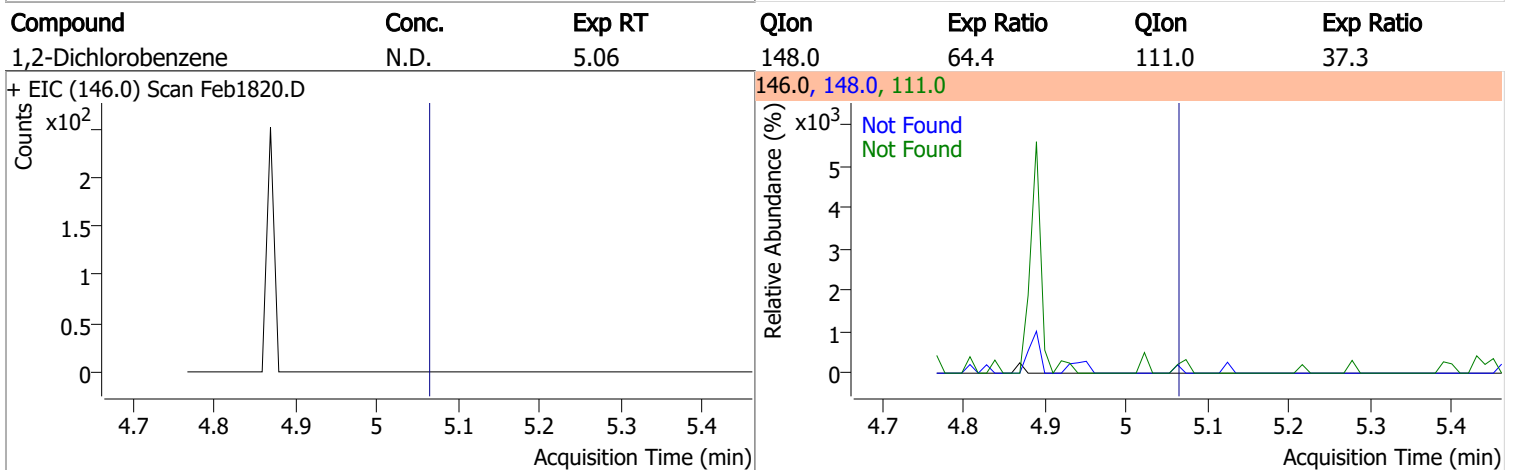 Compound Conc. Exp RT QIon Exp Ratio QIon Exp Ratio
1,2-Dichlorobenzene N.D. 5.06 148.0 64.4 111.0 37.3
+ EIC (146.0) Scan Feb1820.D
Counts
x10²
2
1.5
1
0.5
0
4.7 4.8 4.9 5 5.1 5.2 5.3 5.4
Acquisition Time (min)
146.0, 148.0, 111.0
Relative Abundance (%)
x10³
Not Found
Not Found
5
4
3
2
1
0
4.7 4.8 4.9 5 5.1 5.2 5.3 5.4
Acquisition Time (min)